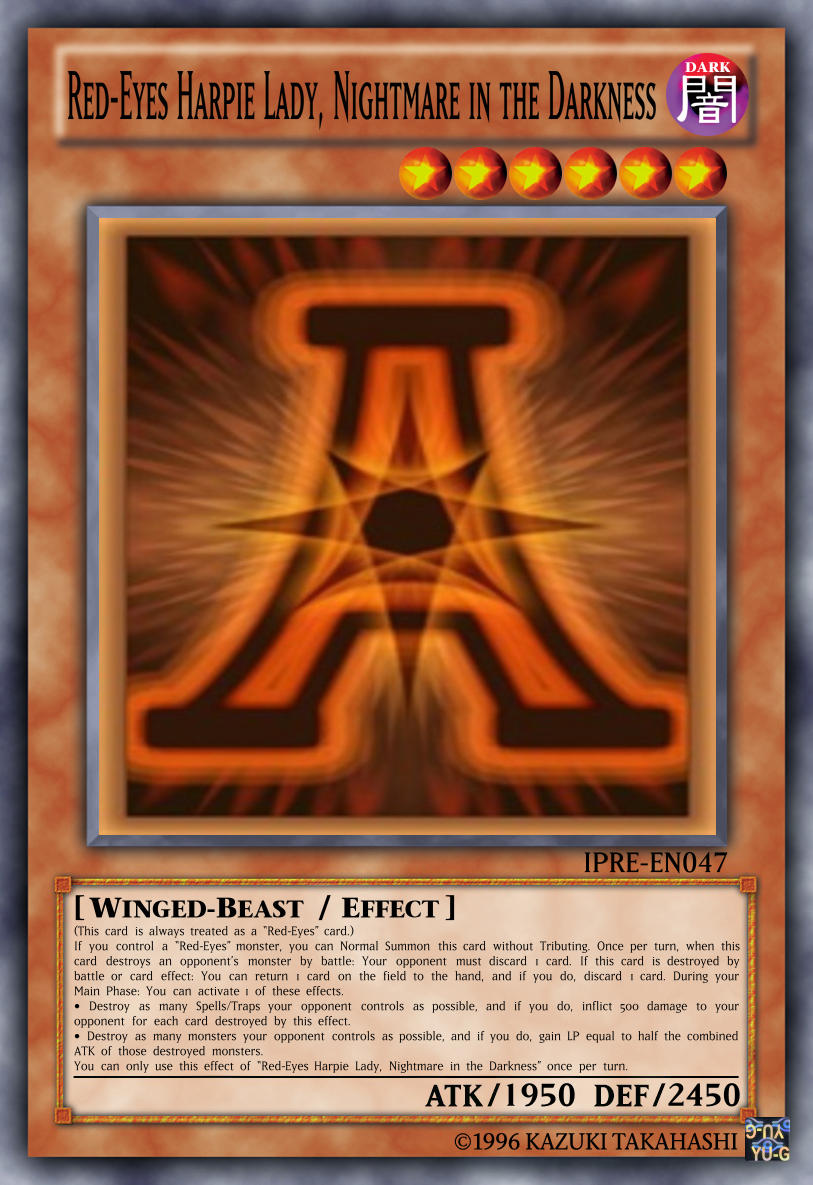 Red-Eyes Harpie Lady, Nightmare in the Darkness
DARK
闇
A
IPRE-EN047
[ Winged-Beast / Effect ]
(This card is always treated as a "Red-Eyes" card.)
If you control a "Red-Eyes" monster, you can Normal Summon this card without Tributing. Once per turn, when this
card destroys an opponent's monster by battle: Your opponent must discard 1 card. If this card is destroyed by
battle or card effect: You can return 1 card on the field to the hand, and if you do, discard 1 card. During your
Main Phase: You can activate 1 of these effects.
• Destroy as many Spells/Traps your opponent controls as possible, and if you do, inflict 500 damage to your
opponent for each card destroyed by this effect.
• Destroy as many monsters your opponent controls as possible, and if you do, gain LP equal to half the combined
ATK of those destroyed monsters.
You can only use this effect of "Red-Eyes Harpie Lady, Nightmare in the Darkness" once per turn.
ATK/1950 DEF/2450
©1996 KAZUKI TAKAHASHI
YU-G
YU-G